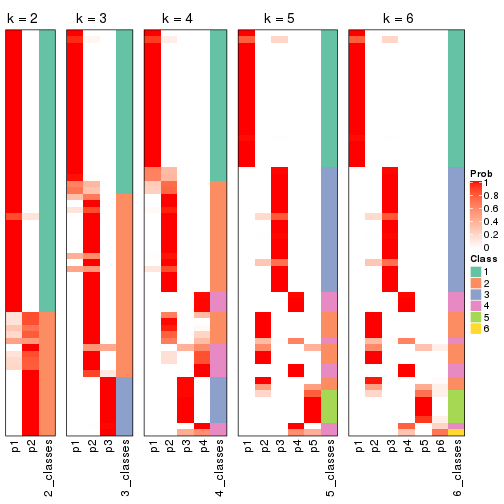 k = 2
k = 3
k = 4
k = 5
k = 6
Prob
1
0.8
0.6
0.4
0.2
0
Class
1
2
3
4
5
6
p1
p2
2_classes
p1
p2
p3
3_classes
p1
p2
p3
p4
4_classes
p1
p2
p3
p4
p5
5_classes
p1
p2
p3
p4
p5
p6
6_classes